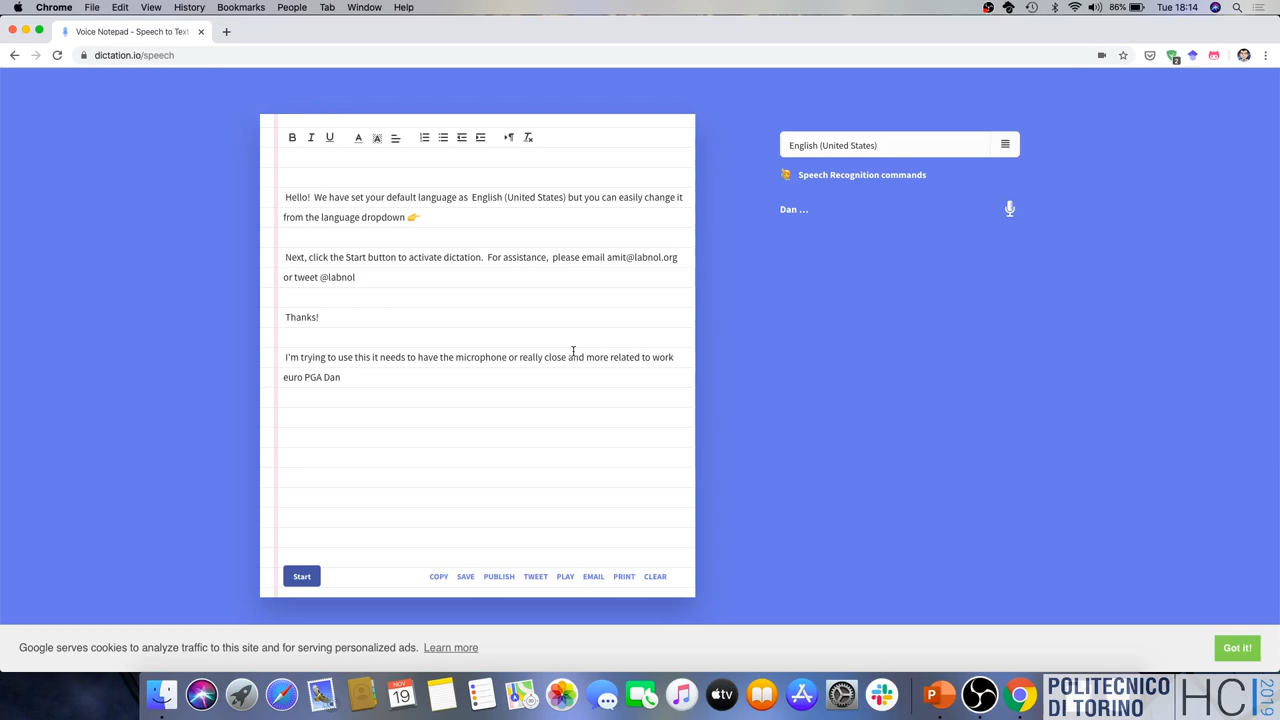 Chrome File Edit View History Bookmarks People Tab Window Help 86% Tue 18:14
Voice Notepad - Speech to Text
dictation.io/speech
2
B I U A A
English (United States)
Speech Recognition commands
Dan ...
Hello! We have set your default language as English (United States) but you can easily change it
from the language dropdown 👉
Next, click the Start button to activate dictation. For assistance, please email amit@labnol.org
or tweet @labnol
Thanks!
I'm trying to use this it needs to have the microphone or really close and more related to work
euro PGA Dan
Start COPY SAVE PUBLISH TWEET PLAY EMAIL PRINT CLEAR
Google serves cookies to analyze traffic to this site and for serving personalized ads. Learn more
Got it!
NOV
19
tv
POLITECNICO
DI TORINO
HCI
2019